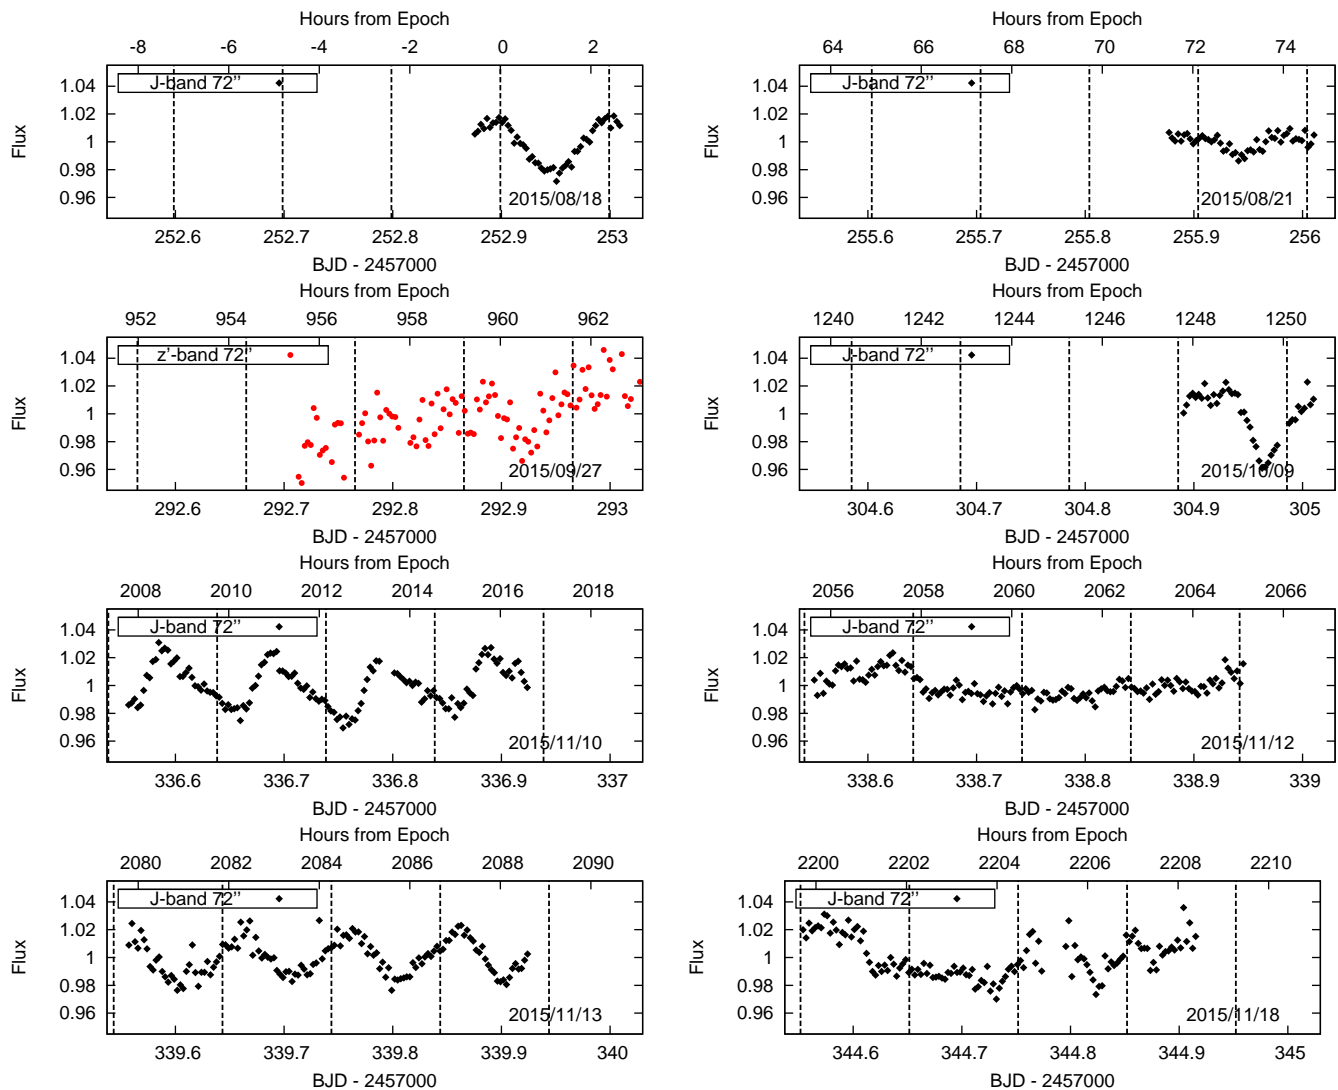 Hours from Epoch
-8 -6 -4 -2 0 2
1.04
1.02
1
0.98
0.96
Flux
J-band 72''
2015/08/18
252.6 252.7 252.8 252.9 253
BJD - 2457000
Hours from Epoch
64 66 68 70 72 74
1.04
1.02
1
0.98
0.96
Flux
J-band 72''
2015/08/21
255.6 255.7 255.8 255.9 256
BJD - 2457000
Hours from Epoch
952 954 956 958 960 962
1.04
1.02
1
0.98
0.96
Flux
z'-band 72''
2015/09/27
292.6 292.7 292.8 292.9 293
BJD - 2457000
Hours from Epoch
1240 1242 1244 1246 1248 1250
1.04
1.02
1
0.98
0.96
Flux
J-band 72''
2015/10/09
304.6 304.7 304.8 304.9 305
BJD - 2457000
Hours from Epoch
2008 2010 2012 2014 2016 2018
1.04
1.02
1
0.98
0.96
Flux
J-band 72''
2015/11/10
336.6 336.7 336.8 336.9 337
BJD - 2457000
Hours from Epoch
2056 2058 2060 2062 2064 2066
1.04
1.02
1
0.98
0.96
Flux
J-band 72''
2015/11/12
338.6 338.7 338.8 338.9 339
BJD - 2457000
Hours from Epoch
2080 2082 2084 2086 2088 2090
1.04
1.02
1
0.98
0.96
Flux
J-band 72''
2015/11/13
339.6 339.7 339.8 339.9 340
BJD - 2457000
Hours from Epoch
2200 2202 2204 2206 2208 2210
1.04
1.02
1
0.98
0.96
Flux
J-band 72''
2015/11/18
344.6 344.7 344.8 344.9 345
BJD - 2457000